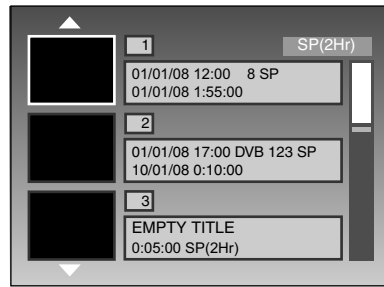 1
SP(2Hr)
01/01/08 12:00 8 SP
01/01/08 1:55:00
2
01/01/08 17:00 DVB 123 SP
10/01/08 0:10:00
3
EMPTY TITLE
0:05:00 SP(2Hr)